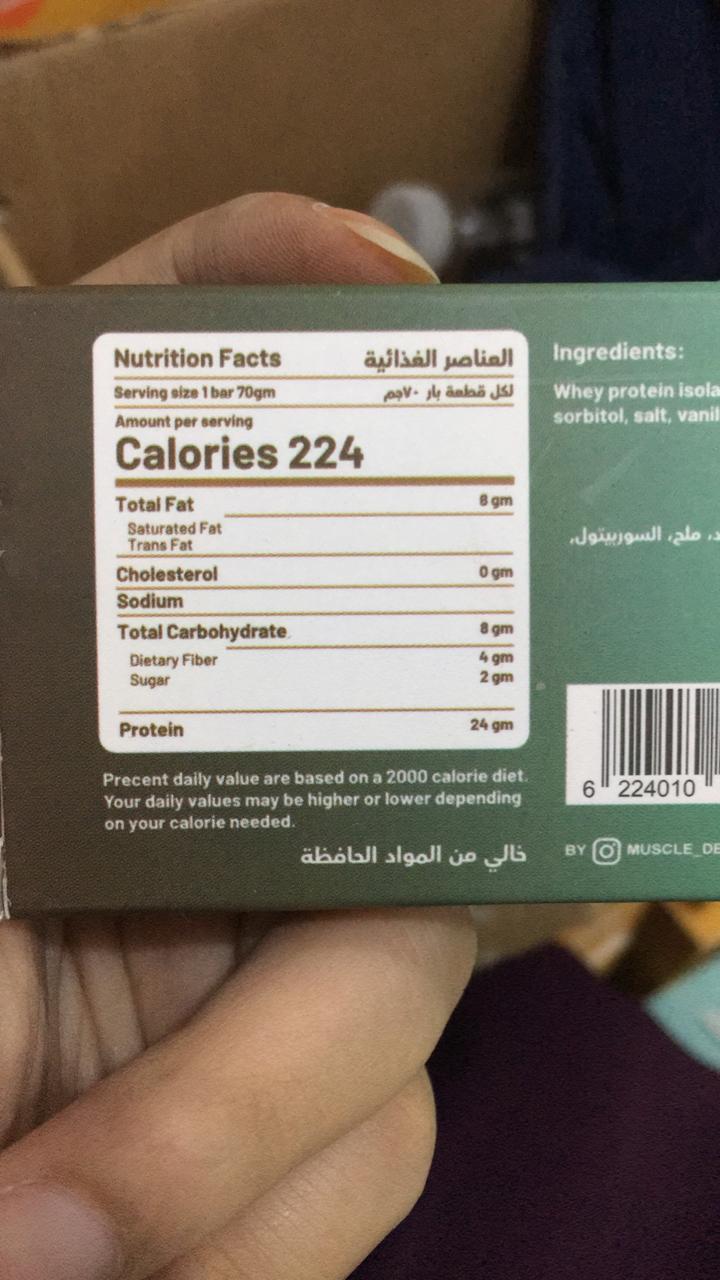 Nutrition Facts العناصر الغذائية
Serving size 1 bar 70gm لكل قطعة بار ٧٠جم
Amount per serving
Calories 224
Total Fat 8 gm
Saturated Fat
Trans Fat
Cholesterol 0 gm
Sodium
Total Carbohydrate. 8 gm
Dietary Fiber 4 gm
Sugar 2 gm
Protein 24 gm
Precent daily value are based on a 2000 calorie diet.
Your daily values may be higher or lower depending
on your calorie needed.
خالي من المواد الحافظة
Ingredients:
Whey protein
sorbitol, salt,
ملح، السوربيتول,
6 224010
BY